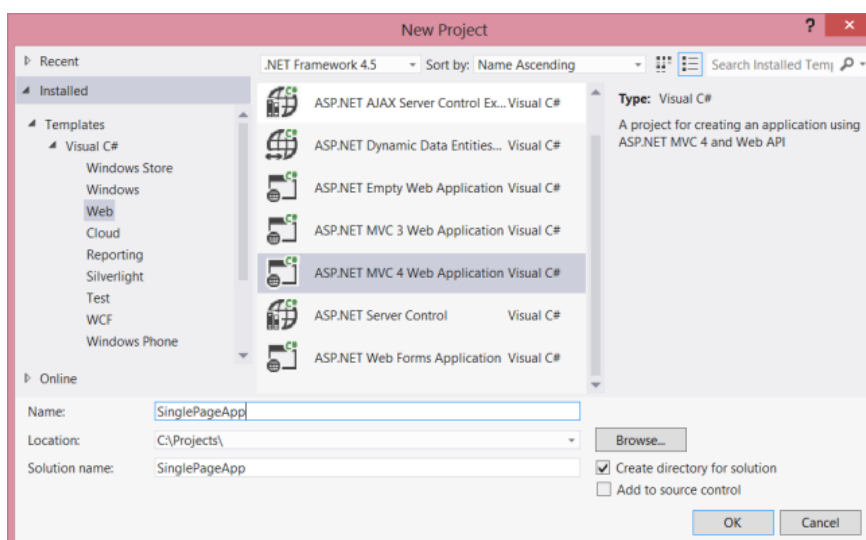 New Project
?
×
Recent
Installed
Templates
Visual C#
Windows Store
Windows
Web
Cloud
Reporting
Silverlight
Test
WCF
Windows Phone
Online
.NET Framework 4.5 Sort by: Name Ascending
Search Installed Temp
ASP.NET AJAX Server Control Ex... Visual C#
ASP.NET Dynamic Data Entities... Visual C#
ASP.NET Empty Web Application Visual C#
ASP.NET MVC 3 Web Application Visual C#
ASP.NET MVC 4 Web Application Visual C#
ASP.NET Server Control Visual C#
ASP.NET Web Forms Application Visual C#
Type: Visual C#
A project for creating an application using
ASP.NET MVC 4 and Web API
Name: SinglePageApp
Location: C:\Projects\
Browse...
Solution name: SinglePageApp
Create directory for solution
Add to source control
OK Cancel